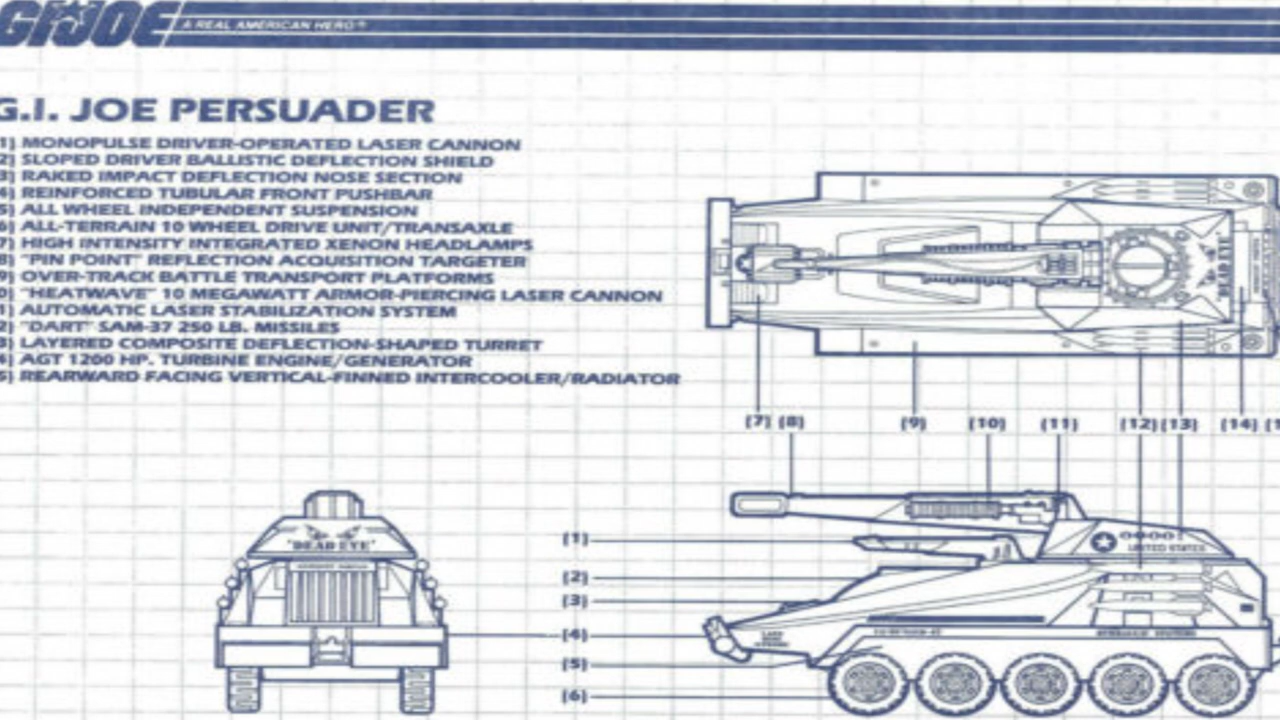 GIJOE A REAL AMERICAN HERO®
G.I. JOE PERSUADER
1) MONOPULSE DRIVER-OPERATED LASER CANNON
2) SLOPED DRIVER BALLISTIC DEFLECTION SHIELD
3) RAKED IMPACT DEFLECTION NOSE SECTION
4) REINFORCED TUBULAR FRONT PUSHBAR
5) ALL WHEEL INDEPENDENT SUSPENSION
6) ALL-TERRAIN 10 WHEEL DRIVE UNIT/TRANSAXLE
7) HIGH INTENSITY INTEGRATED XENON HEADLAMPS
8) "PIN POINT" REFLECTION ACQUISITION TARGETER
9) OVER-TRACK BATTLE TRANSPORT PLATFORMS
0) "HEATWAVE" 10 MEGAWATT ARMOR-PIERCING LASER CANNON
1) AUTOMATIC LASER STABILIZATION SYSTEM
2) "DART" SAM-37 250 LB. MISSILES
3) LAYERED COMPOSITE DEFLECTION-SHAPED TURRET
4) AGT 1200 HP. TURBINE ENGINE/GENERATOR
5) REARWARD FACING VERTICAL-FINNED INTERCOOLER/RADIATOR
DEAD EYE
(7) (8) (9) (10) (11) (12) (13) (14) (1
"DEAD EYE"
(1)
UNITED STATES
(2)
(3)
(4)
(5)
(6)